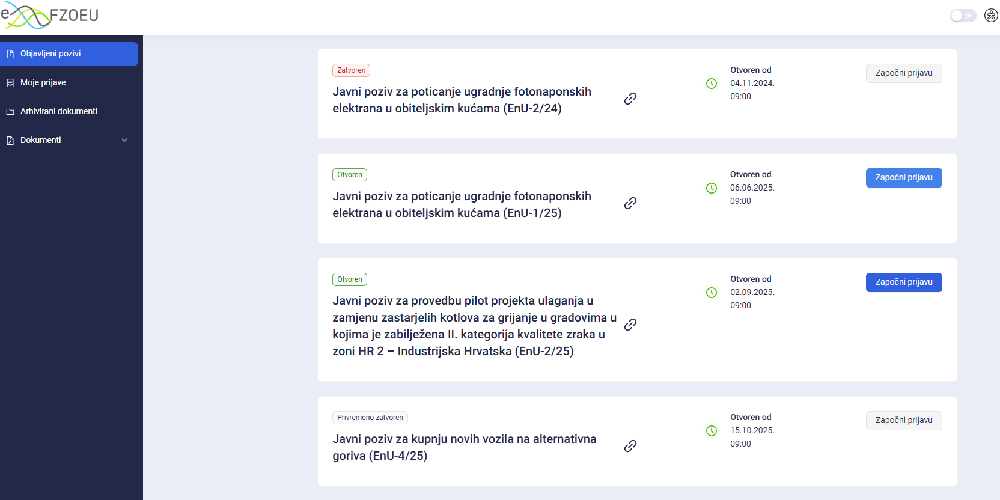 e FZOEU
Objavljeni pozivi
Moje prijave
Arhivirani dokumenti
Dokumenti
Zatvoren
Javni poziv za poticanje ugradnje fotonaponskih
elektrana u obiteljskim kućama (EnU-2/24)
Otvoren od
04.11.2024.
09:00
Započni prijavu
Otvoren
Javni poziv za poticanje ugradnje fotonaponskih
elektrana u obiteljskim kućama (EnU-1/25)
Otvoren od
06.06.2025.
09:00
Započni prijavu
Otvoren
Javni poziv za provedbu pilot projekta ulaganja u
zamjenu zastarjelih kotlova za grijanje u gradovima u
kojima je zabilježena II. kategorija kvalitete zraka u
zoni HR 2 – Industrijska Hrvatska (EnU-2/25)
Otvoren od
02.09.2025.
09:00
Započni prijavu
Privremeno zatvoren
Javni poziv za kupnju novih vozila na alternativna
goriva (EnU-4/25)
Otvoren od
15.10.2025.
09:00
Započni prijavu